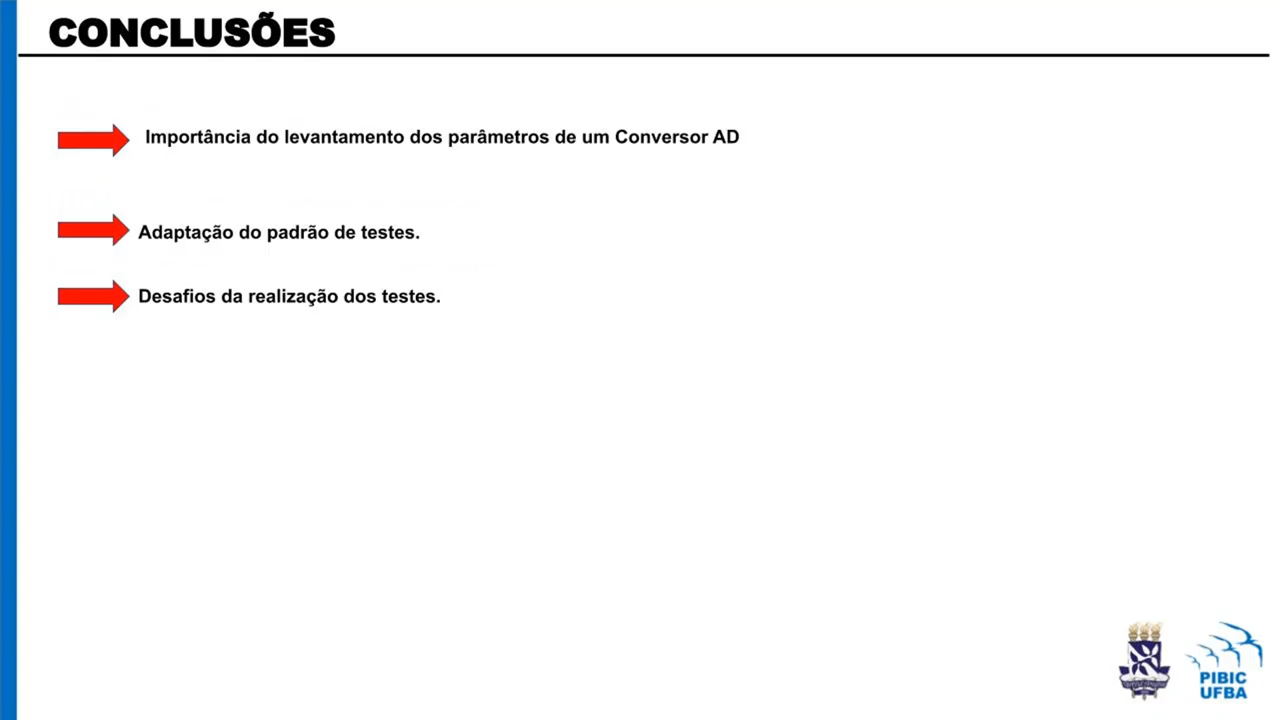 CONCLUSÕES
Importância do levantamento dos parâmetros de um Conversor AD
Adaptação do padrão de testes.
Desafios da realização dos testes.
PIBIC
UFBA